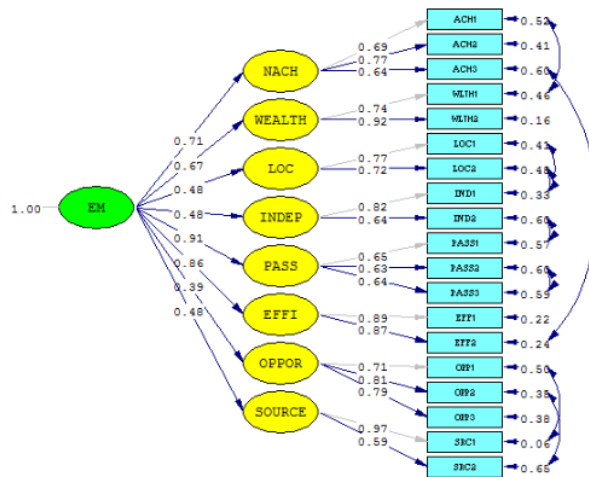 ACH1 0.52
0.69
ACH2 0.41
0.77
NACH 0.64 ACH3 0.60
WLTH1 0.46
0.74
WEALTH 0.92 WLTH2 0.16
0.71
LOC1 0.41
0.67 0.77
LOC 0.72 LOC2 0.48
0.48
IND1 0.33
0.82
1.00 EM 0.48 INDEP 0.64 IND2 0.60
0.91
PASS1 0.57
0.65
PASS 0.63 PASS2 0.60
0.86
0.64 PASS3 0.59
0.39
EFFI 0.89 EFF1 0.22
0.48
0.87 EFF2 0.24
OPPOR 0.71 OPP1 0.50
0.81 OPP2 0.35
0.79
OPP3 0.38
SOURCE
0.97 SRC1 0.06
0.59
SRC2 0.65